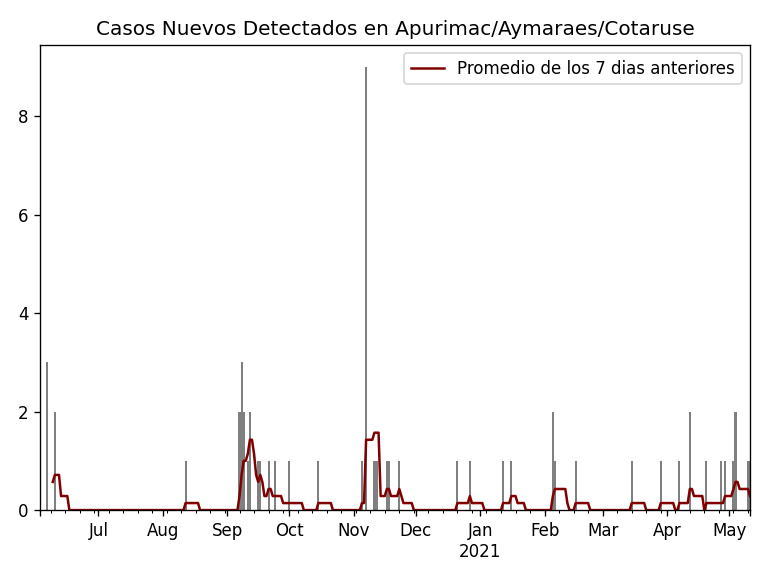 Casos Nuevos Detectados en Apurimac/Aymaraes/Cotaruse
Promedio de los 7 dias anteriores
8
6
4
2
0
Jul Aug Sep Oct Nov Dec Jan Feb Mar Apr May
2021